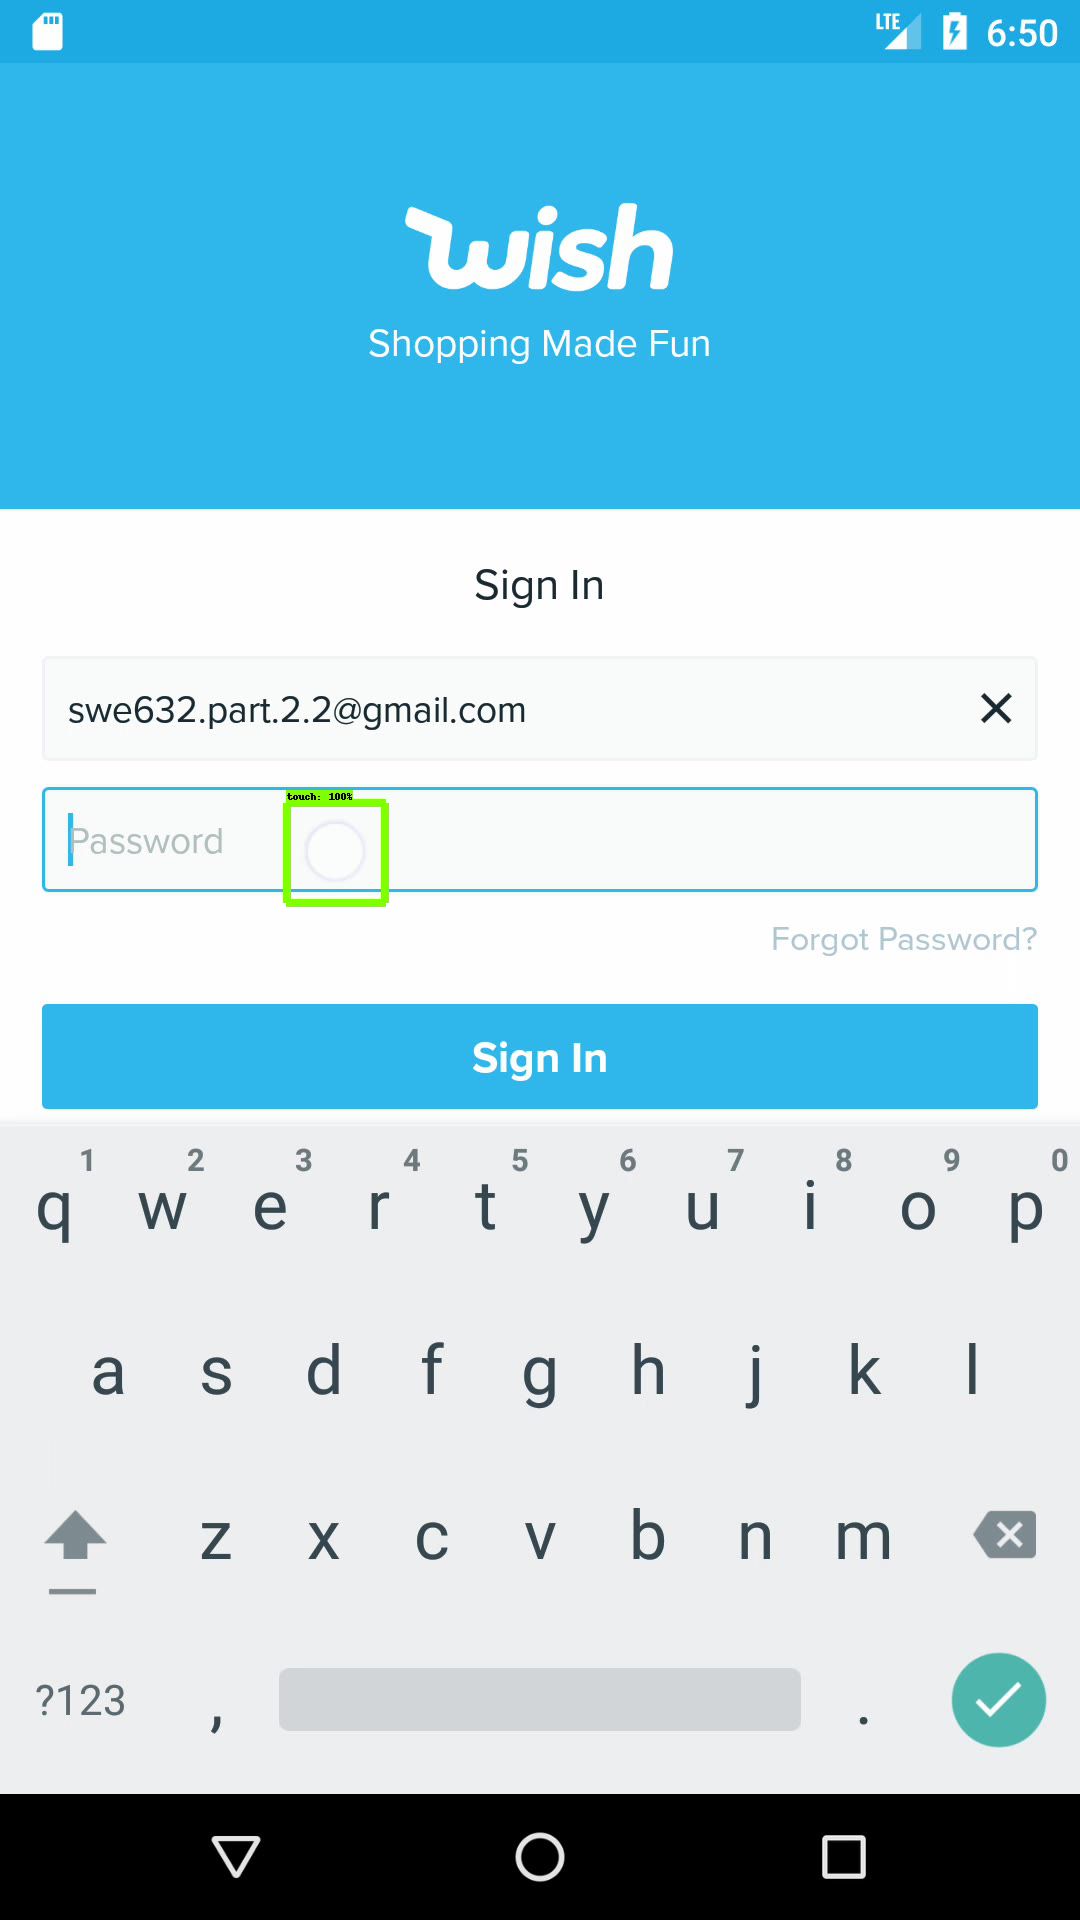 LTE 6:50
wish
Shopping Made Fun
Sign In
swe632.part.2.2@gmail.com
touch: 100%
Password
Forgot Password?
Sign In
1 2 3 4 5 6 7 8 9 0
q w e r t y u i o p
a s d f g h j k l
z x c v b n m
?123 , .